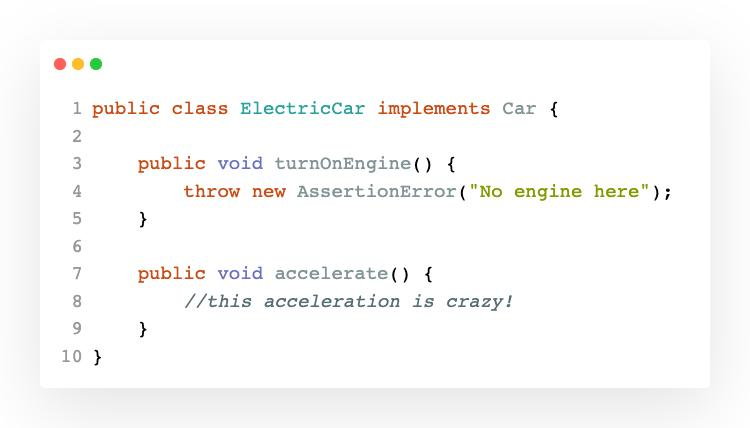 1 public class ElectricCar implements Car {
2
3     public void turnOnEngine() {
4         throw new AssertionError("No engine here");
5     }
6
7     public void accelerate() {
8         //this acceleration is crazy!
9     }
10 }